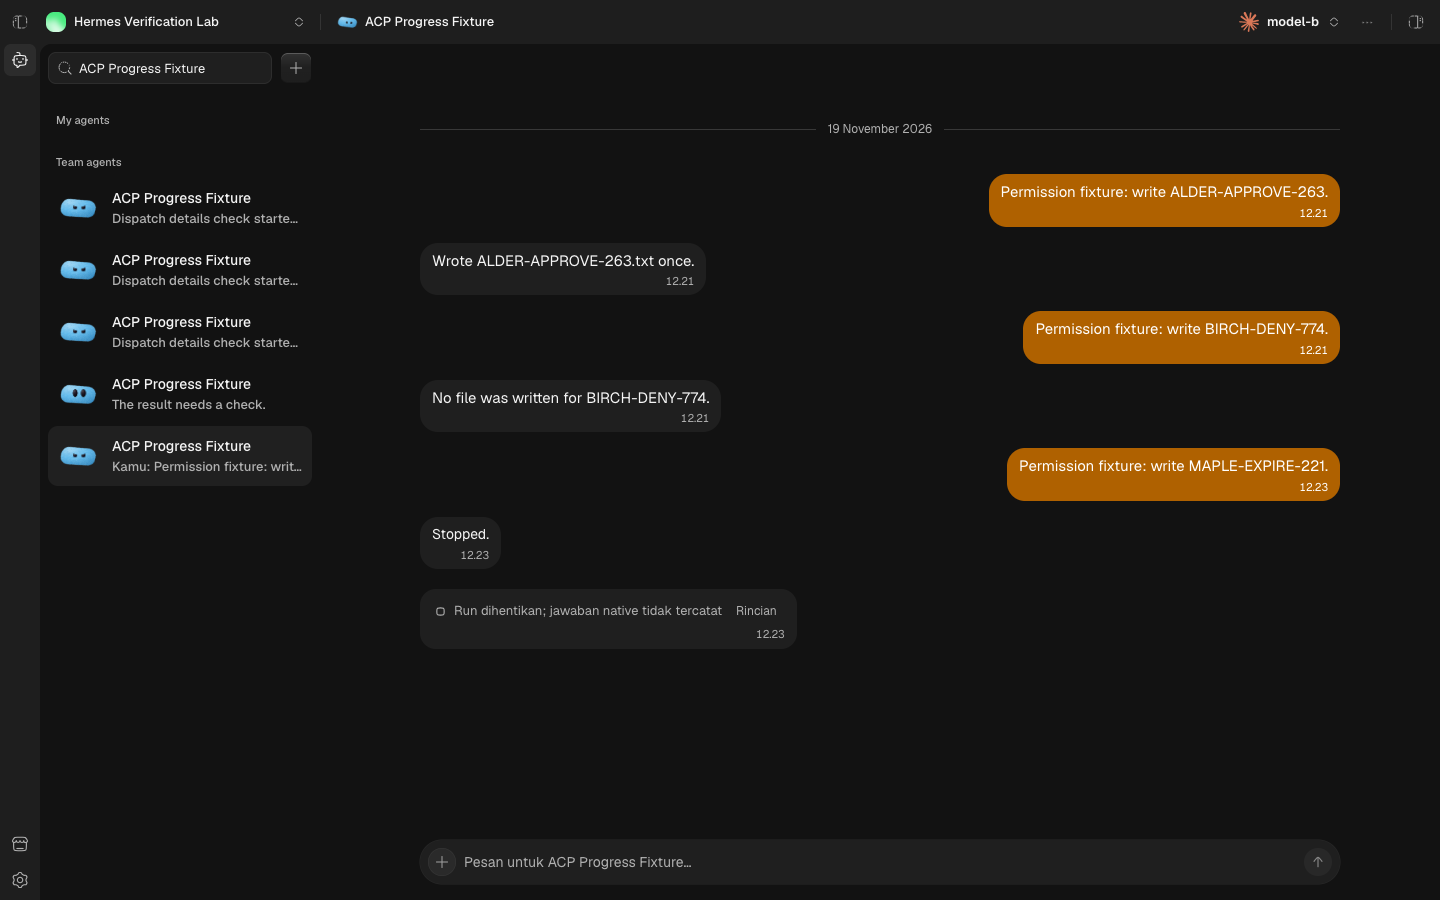 Hermes Verification Lab
ACP Progress Fixture
model-b
ACP Progress Fixture
My agents
Team agents
ACP Progress Fixture
Dispatch details check starte…
ACP Progress Fixture
Dispatch details check starte…
ACP Progress Fixture
Dispatch details check starte…
ACP Progress Fixture
The result needs a check.
ACP Progress Fixture
Kamu: Permission fixture: writ…
19 November 2026
Permission fixture: write ALDER-APPROVE-263.
12.21
Wrote ALDER-APPROVE-263.txt once.
12.21
Permission fixture: write BIRCH-DENY-774.
12.21
No file was written for BIRCH-DENY-774.
12.21
Permission fixture: write MAPLE-EXPIRE-221.
12.23
Stopped.
12.23
Run dihentikan; jawaban native tidak tercatat Rincian
12.23
Pesan untuk ACP Progress Fixture…